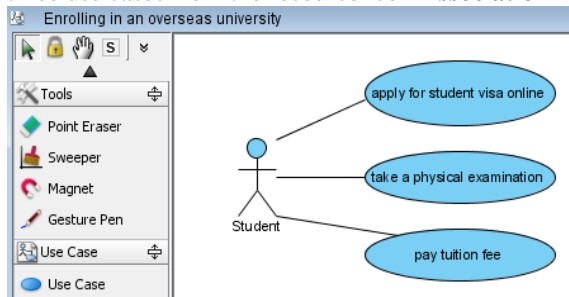 Enrolling in an overseas university
S
Tools
Point Eraser
Sweeper
Magnet
Gesture Pen
Use Case
Use Case
apply for student visa online
take a physical examination
Student
pay tuition fee